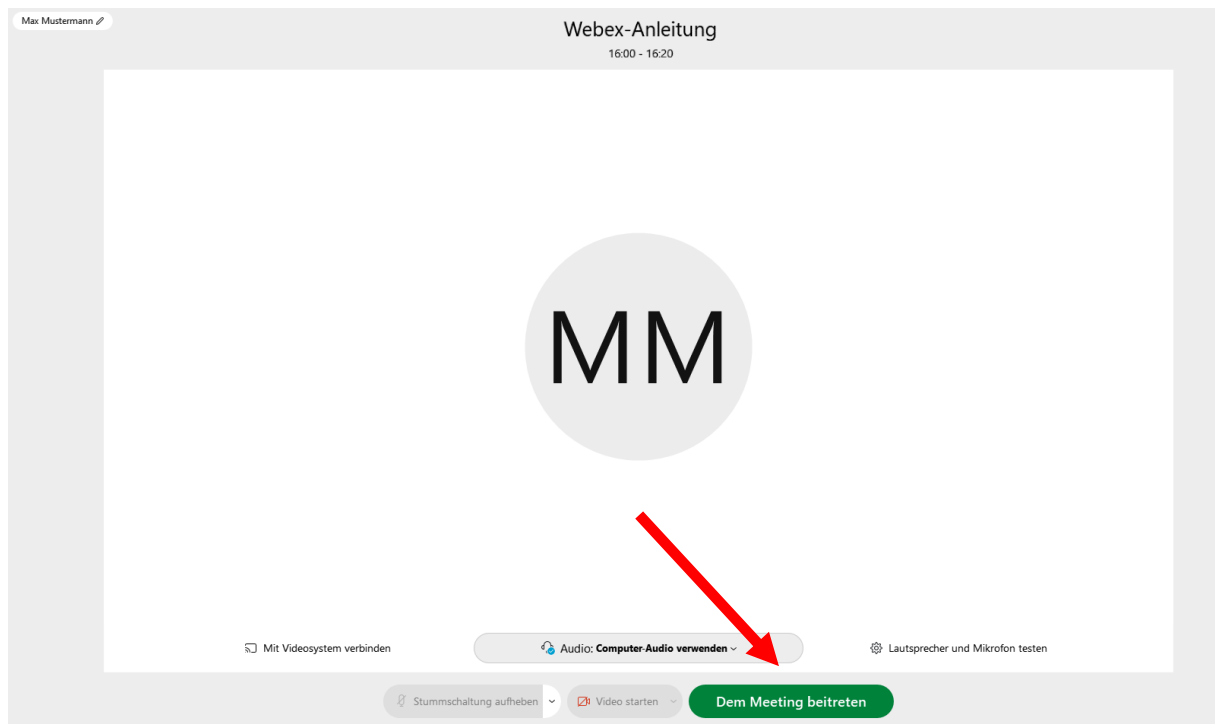 Max Mustermann
Webex-Anleitung
16:00 - 16:20
MM
Mit Videosystem verbinden
Audio: Computer-Audio verwenden
Lautsprecher und Mikrofon testen
Stummschaltung aufheben
Video starten
Dem Meeting beitreten